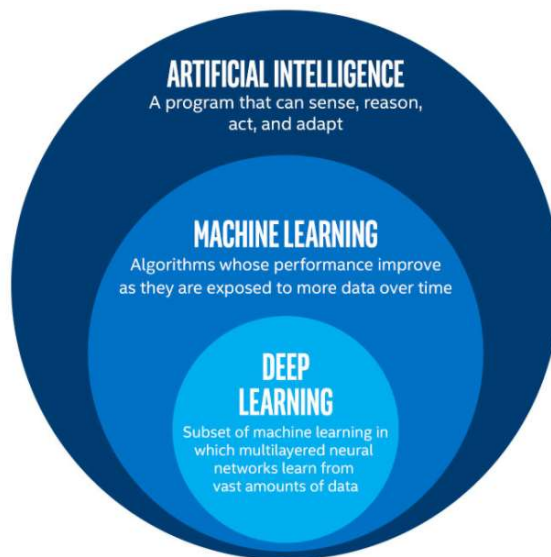 ARTIFICIAL INTELLIGENCE
A program that can sense, reason,
act, and adapt
MACHINE LEARNING
Algorithms whose performance improve
as they are exposed to more data over time
DEEP
LEARNING
Subset of machine learning in
which multilayered neural
networks learn from
vast amounts of data